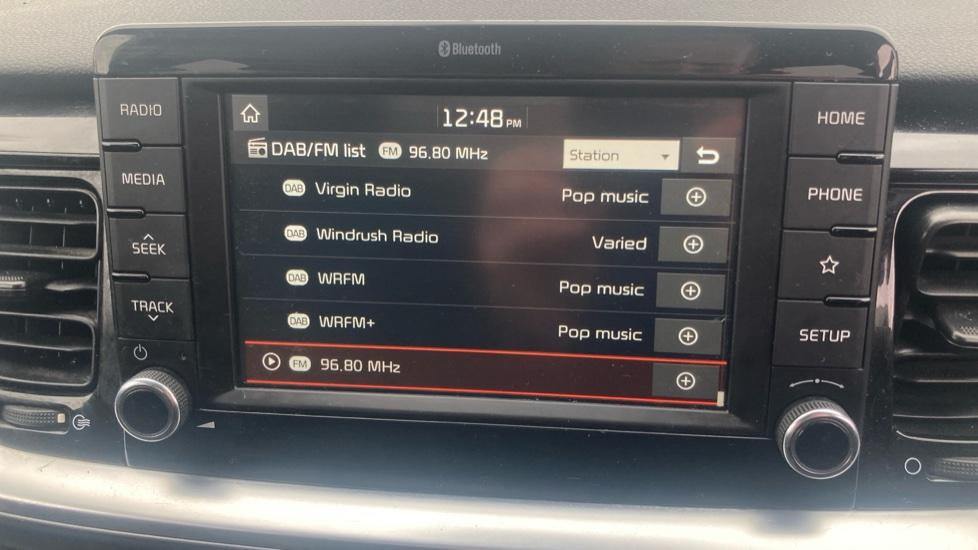 Bluetooth
RADIO
MEDIA
SEEK
TRACK
12:48 PM
DAB/FM list FM 96.80 MHz Station
DAB Virgin Radio Pop music
DAB Windrush Radio Varied
DAB WRFM Pop music
DAB WRFM+ Pop music
FM 96.80 MHz
HOME
PHONE
SETUP